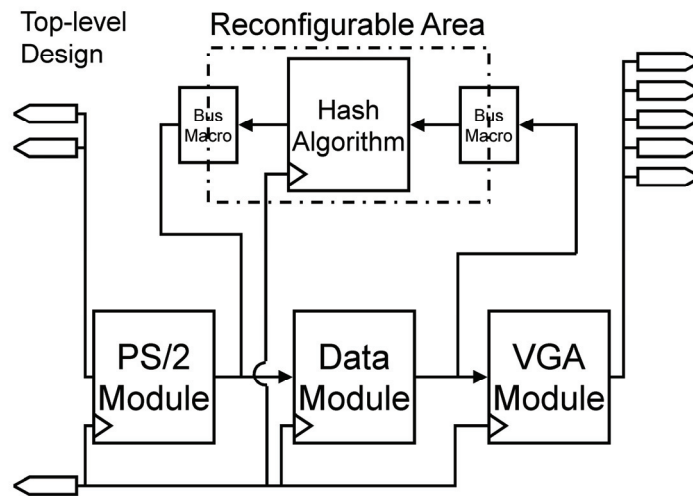 Top-level
Design
Reconfigurable Area
Bus
Macro
Hash
Algorithm
Bus
Macro
PS/2
Module
Data
Module
VGA
Module